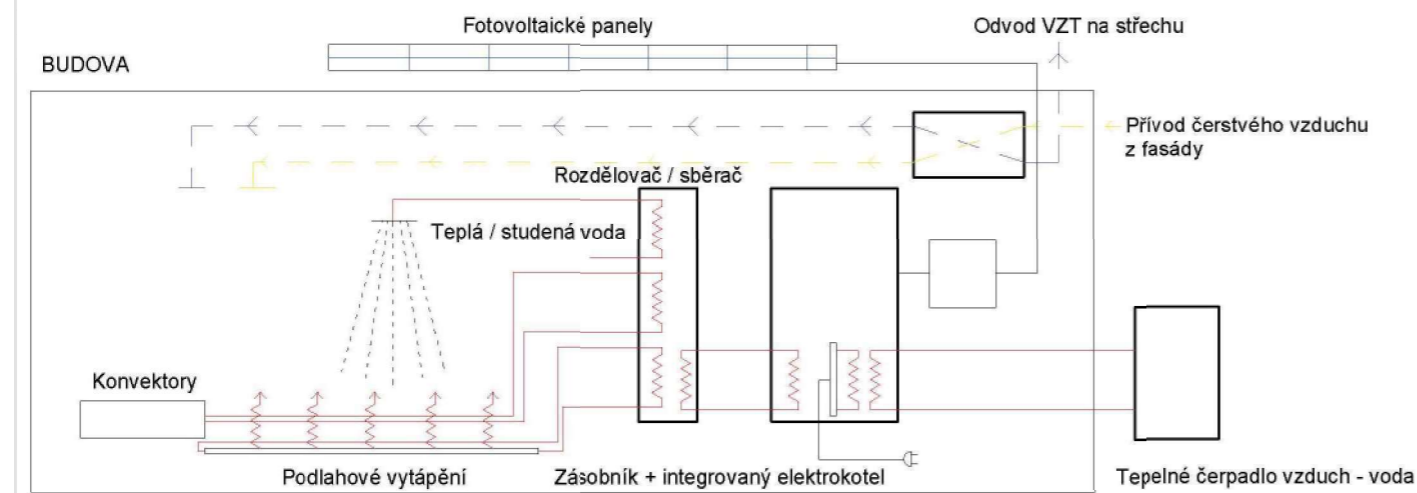 Fotovoltaické panely
Odvod VZT na střechu
BUDOVA
Přívod čerstvého vzduchu
z fasády
Rozdělovač / sběrač
Teplá / studená voda
Konvektory
Podlahové vytápění
Zásobník + integrovaný elektrokotel
Tepelné čerpadlo vzduch - voda